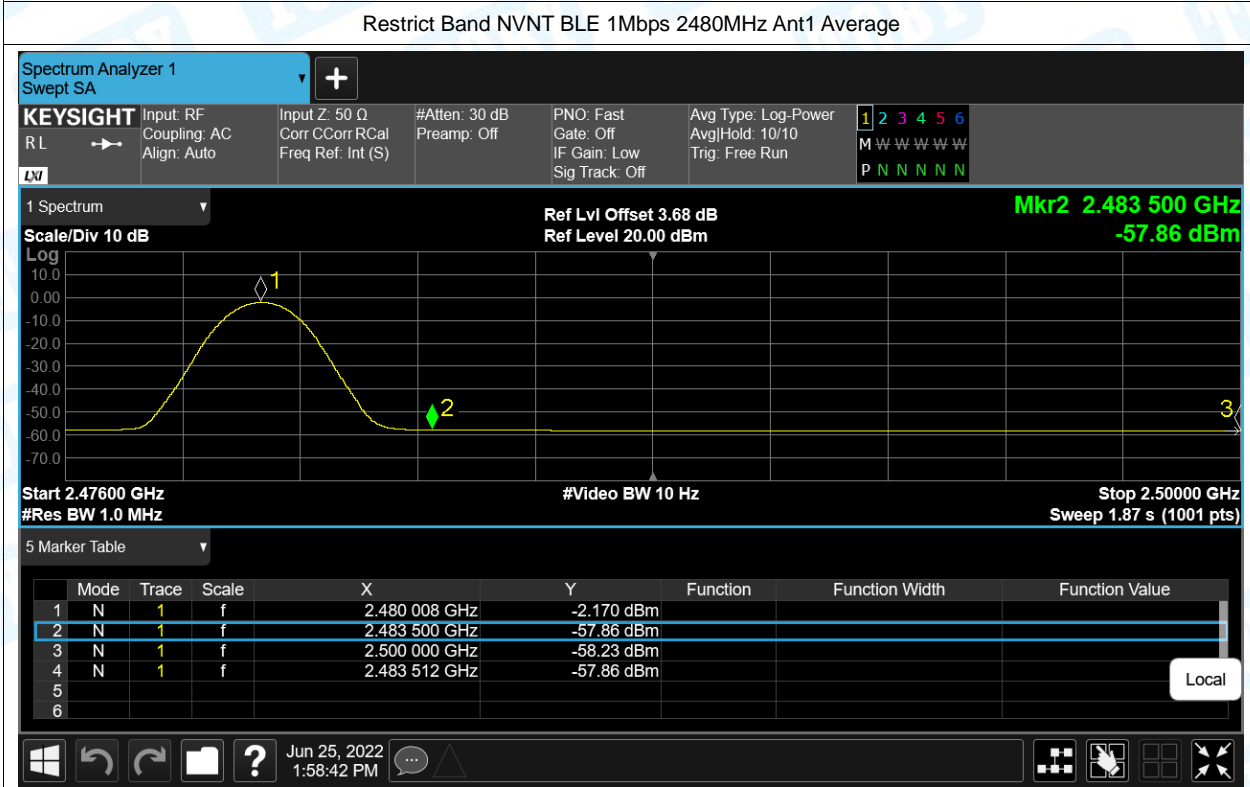 Restrict Band NVNT BLE 1Mbps 2480MHz Ant1 Average
Spectrum Analyzer 1
Swept SA
KEYSIGHT Input: RF Input Z: 50 Ω #Atten: 30 dB PNO: Fast Avg Type: Log-Power 1 2 3 4 5 6
RL Coupling: AC Corr CCorr RCal Preamp: Off Gate: Off Avg|Hold: 10/10 M W W W W W
Align: Auto Freq Ref: Int (S) IF Gain: Low Trig: Free Run
LXI Sig Track: Off P N N N N N
1 Spectrum Ref Lvl Offset 3.68 dB Mkr2 2.483 500 GHz
Scale/Div 10 dB Ref Level 20.00 dBm -57.86 dBm
Log
10.0
1
0.00
-10.0
-20.0
-30.0
-40.0
-50.0 2 3
-60.0
-70.0
Start 2.47600 GHz #Video BW 10 Hz Stop 2.50000 GHz
#Res BW 1.0 MHz Sweep 1.87 s (1001 pts)
5 Marker Table
Mode Trace Scale X Y Function Function Width Function Value
1 N 1 f 2.480 008 GHz -2.170 dBm
2 N 1 f 2.483 500 GHz -57.86 dBm
3 N 1 f 2.500 000 GHz -58.23 dBm
4 N 1 f 2.483 512 GHz -57.86 dBm
5
6
Local
? Jun 25, 2022
1:58:42 PM